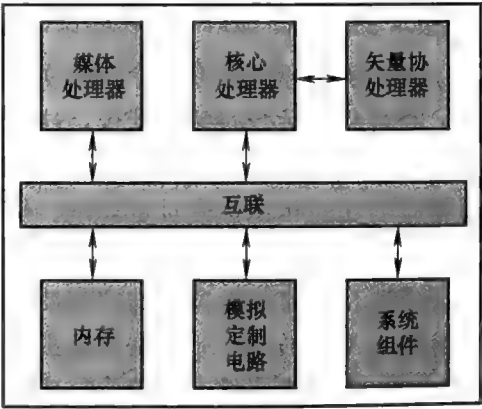 媒体
处理器
核心
处理器
矢量协
处理器
互联
内存
模拟
定制
电路
系统
组件